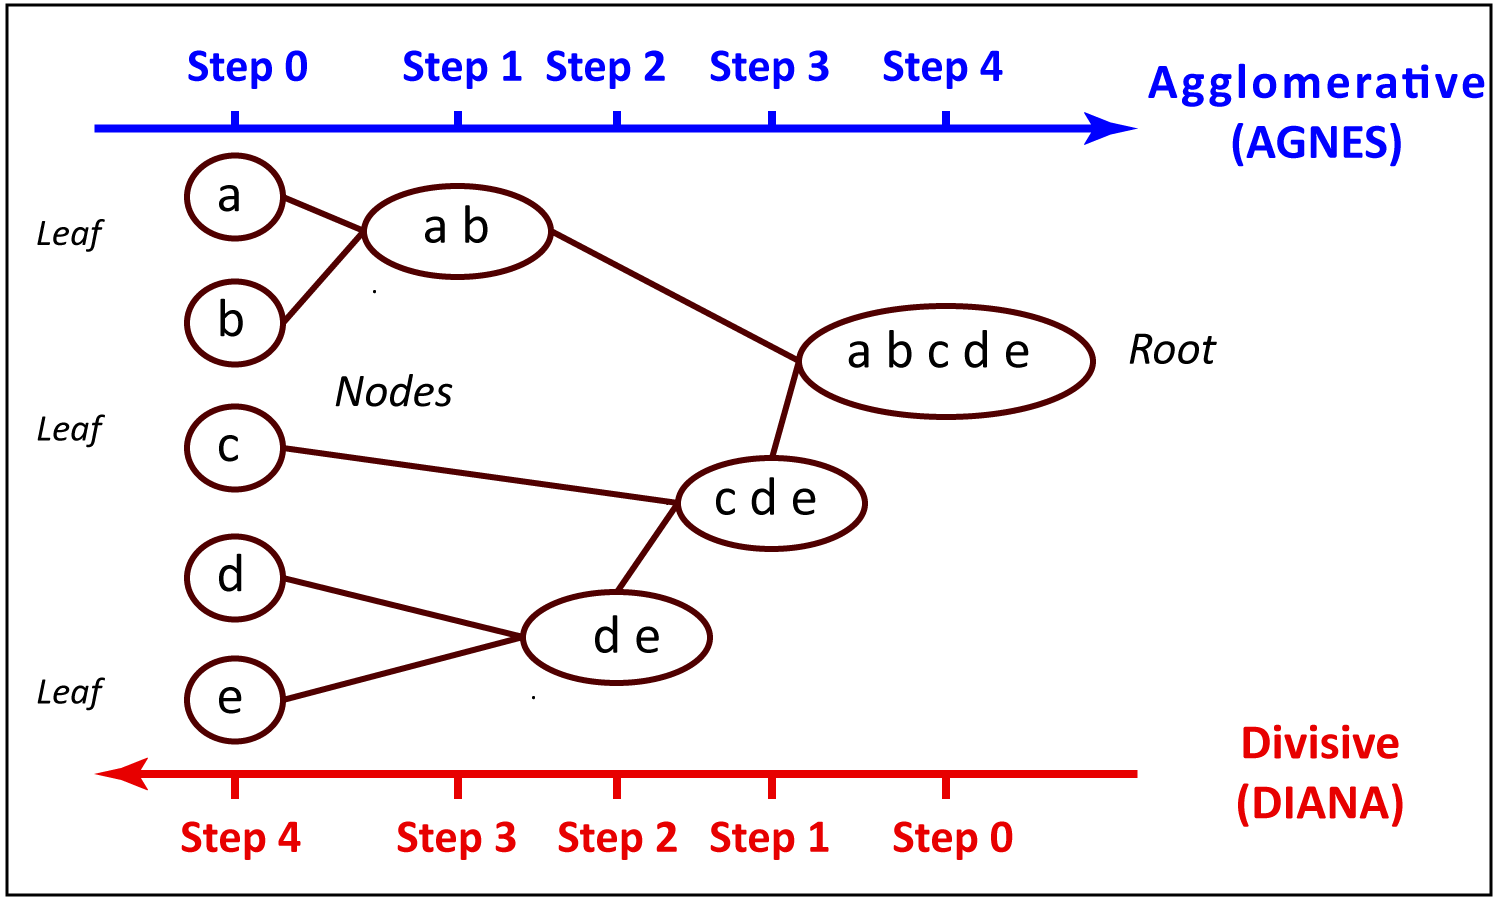 Step 0 Step 1 Step 2 Step 3 Step 4
Agglomerative
(AGNES)
a
Leaf
a b
b
a b c d e
Root
Nodes
Leaf
c
c d e
d
d e
Leaf
e
Divisive
(DIANA)
Step 4 Step 3 Step 2 Step 1 Step 0